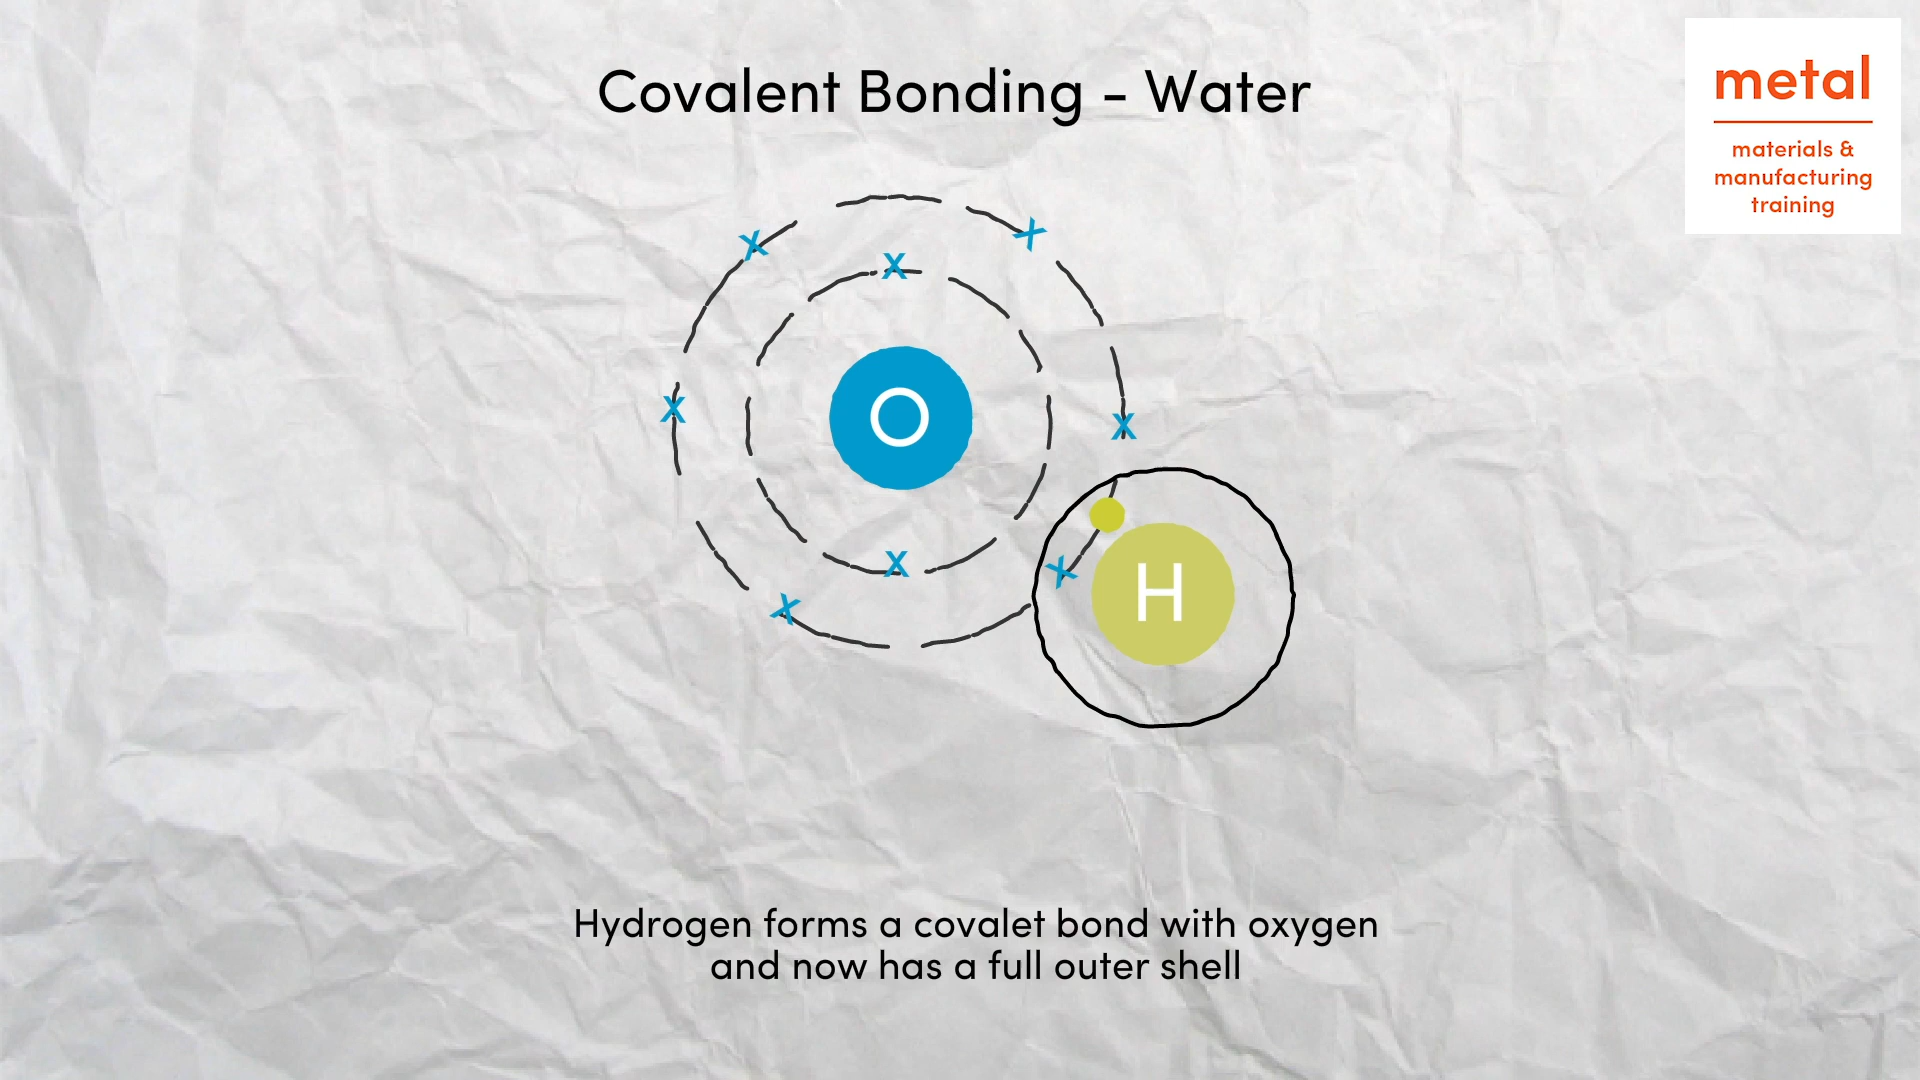 Covalent Bonding - Water
metal
materials &
manufacturing
training
x
x
x
x
x
O
x
x
x
H
Hydrogen forms a covalet bond with oxygen
and now has a full outer shell